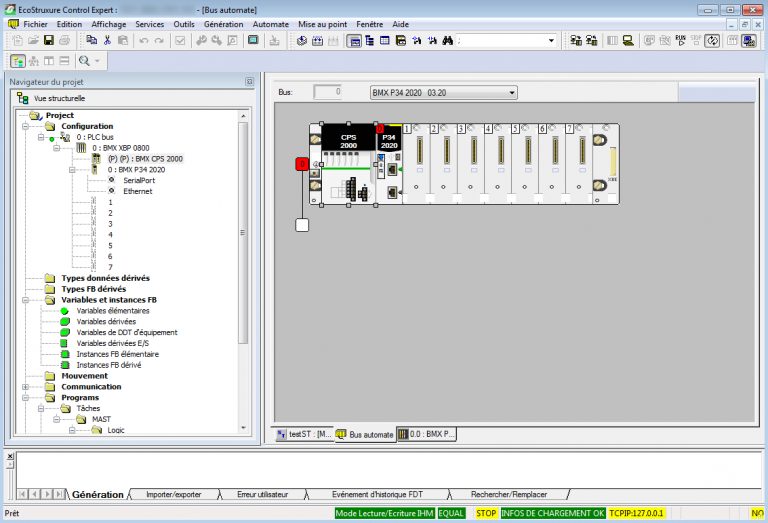 EcoStruxure Control Expert : - [Bus automate]
Fichier Edition Affichage Services Outils Génération Automate Mise au point Fenêtre Aide
RUN STOP
Navigateur du projet
Vue structurelle
Project
Configuration
0 : PLC bus
0 : BMX XBP 0800
(P) (P) : BMX CPS 2000
0 : BMX P34 2020
SerialPort
Ethernet
1
2
3
4
5
6
7
Types données dérivés
Types FB dérivés
Variables et instances FB
Variables élémentaires
Variables dérivées
Variables de DDT d'équipement
Variables dérivées E/S
Instances FB élémentaire
Instances FB dérivé
Mouvement
Communication
Programs
Tâches
MAST
Logic
Bus: 0 BMX P34 2020 03.20
CPS 2000
P34 2020
0
1 2 3 4 5 6 7
0
testST : [M... Bus automate 0.0 : BMX P...
Génération Importer/exporter Erreur utilisateur Evénement d'historique FDT Rechercher/Remplacer
Prêt Mode Lecture/Ecriture IHM EQUAL STOP INFOS DE CHARGEMENT OK TCPIP:127.0.0.1 NO